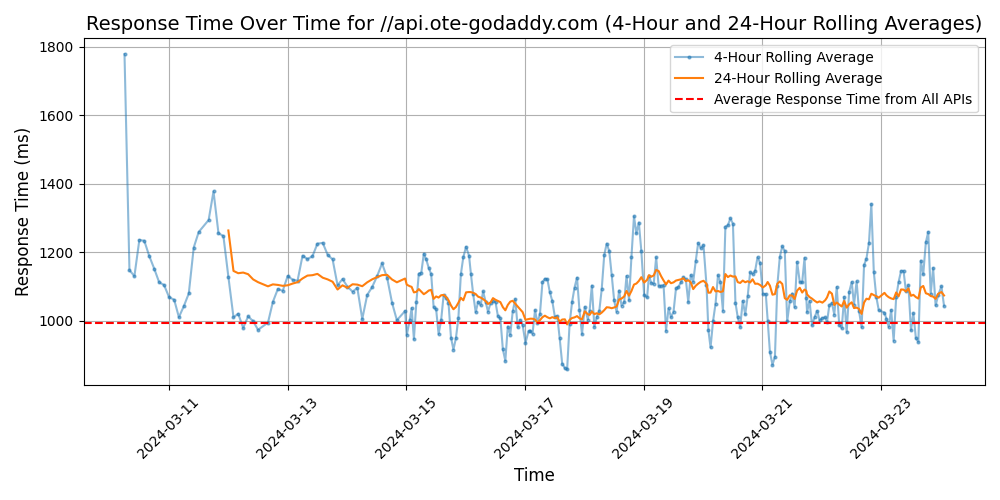 Response Time Over Time for //api.ote-godaddy.com (4-Hour and 24-Hour Rolling Averages)
4-Hour Rolling Average
24-Hour Rolling Average
Average Response Time from All APIs
Response Time (ms)
1800
1600
1400
1200
1000
2024-03-11
2024-03-13
2024-03-15
2024-03-17
2024-03-19
2024-03-21
2024-03-23
Time